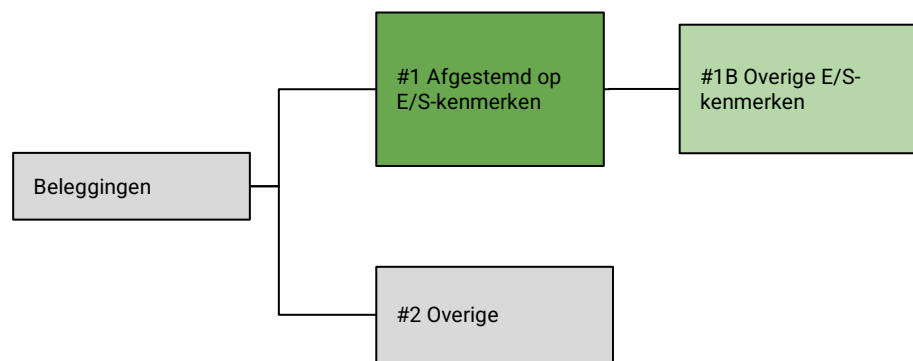 Beleggingen
#1 Afgestemd op
E/S-kenmerken
#1B Overige E/S-
kenmerken
#2 Overige